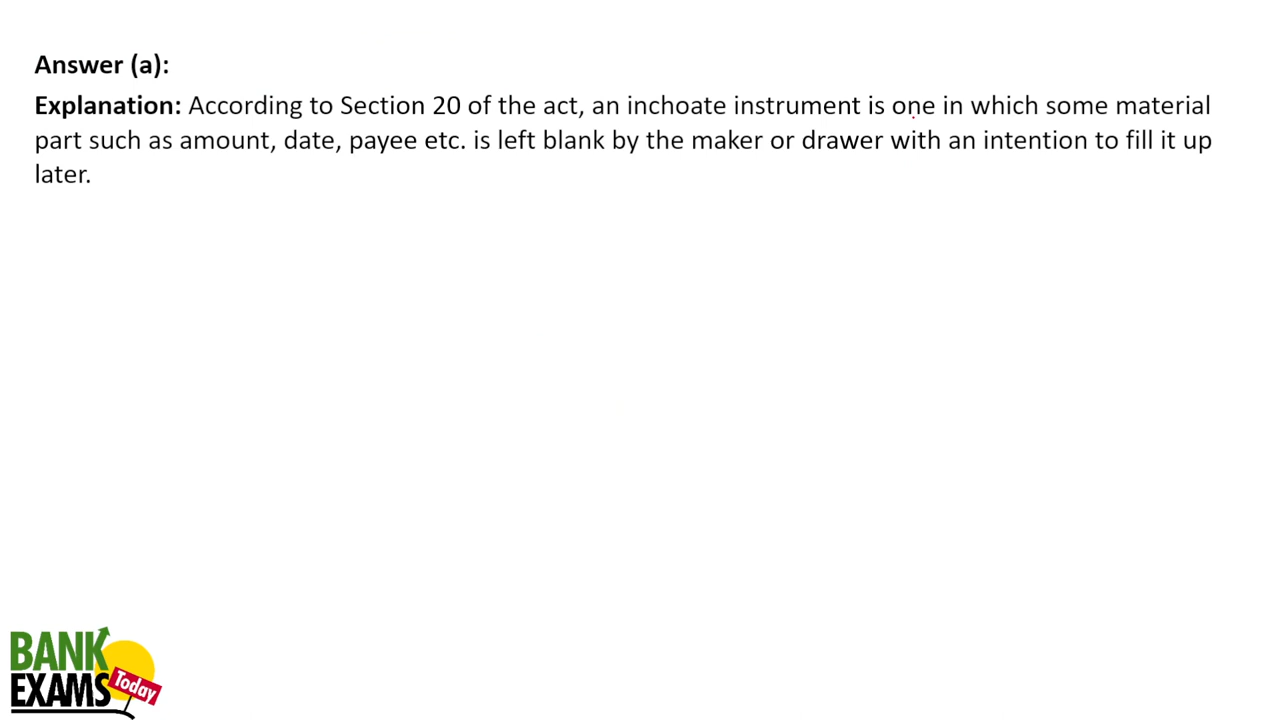 Answer (a):
Explanation: According to Section 20 of the act, an inchoate instrument is one in which some material
part such as amount, date, payee etc. is left blank by the maker or drawer with an intention to fill it up
later.
BANK
EXAMS
Today